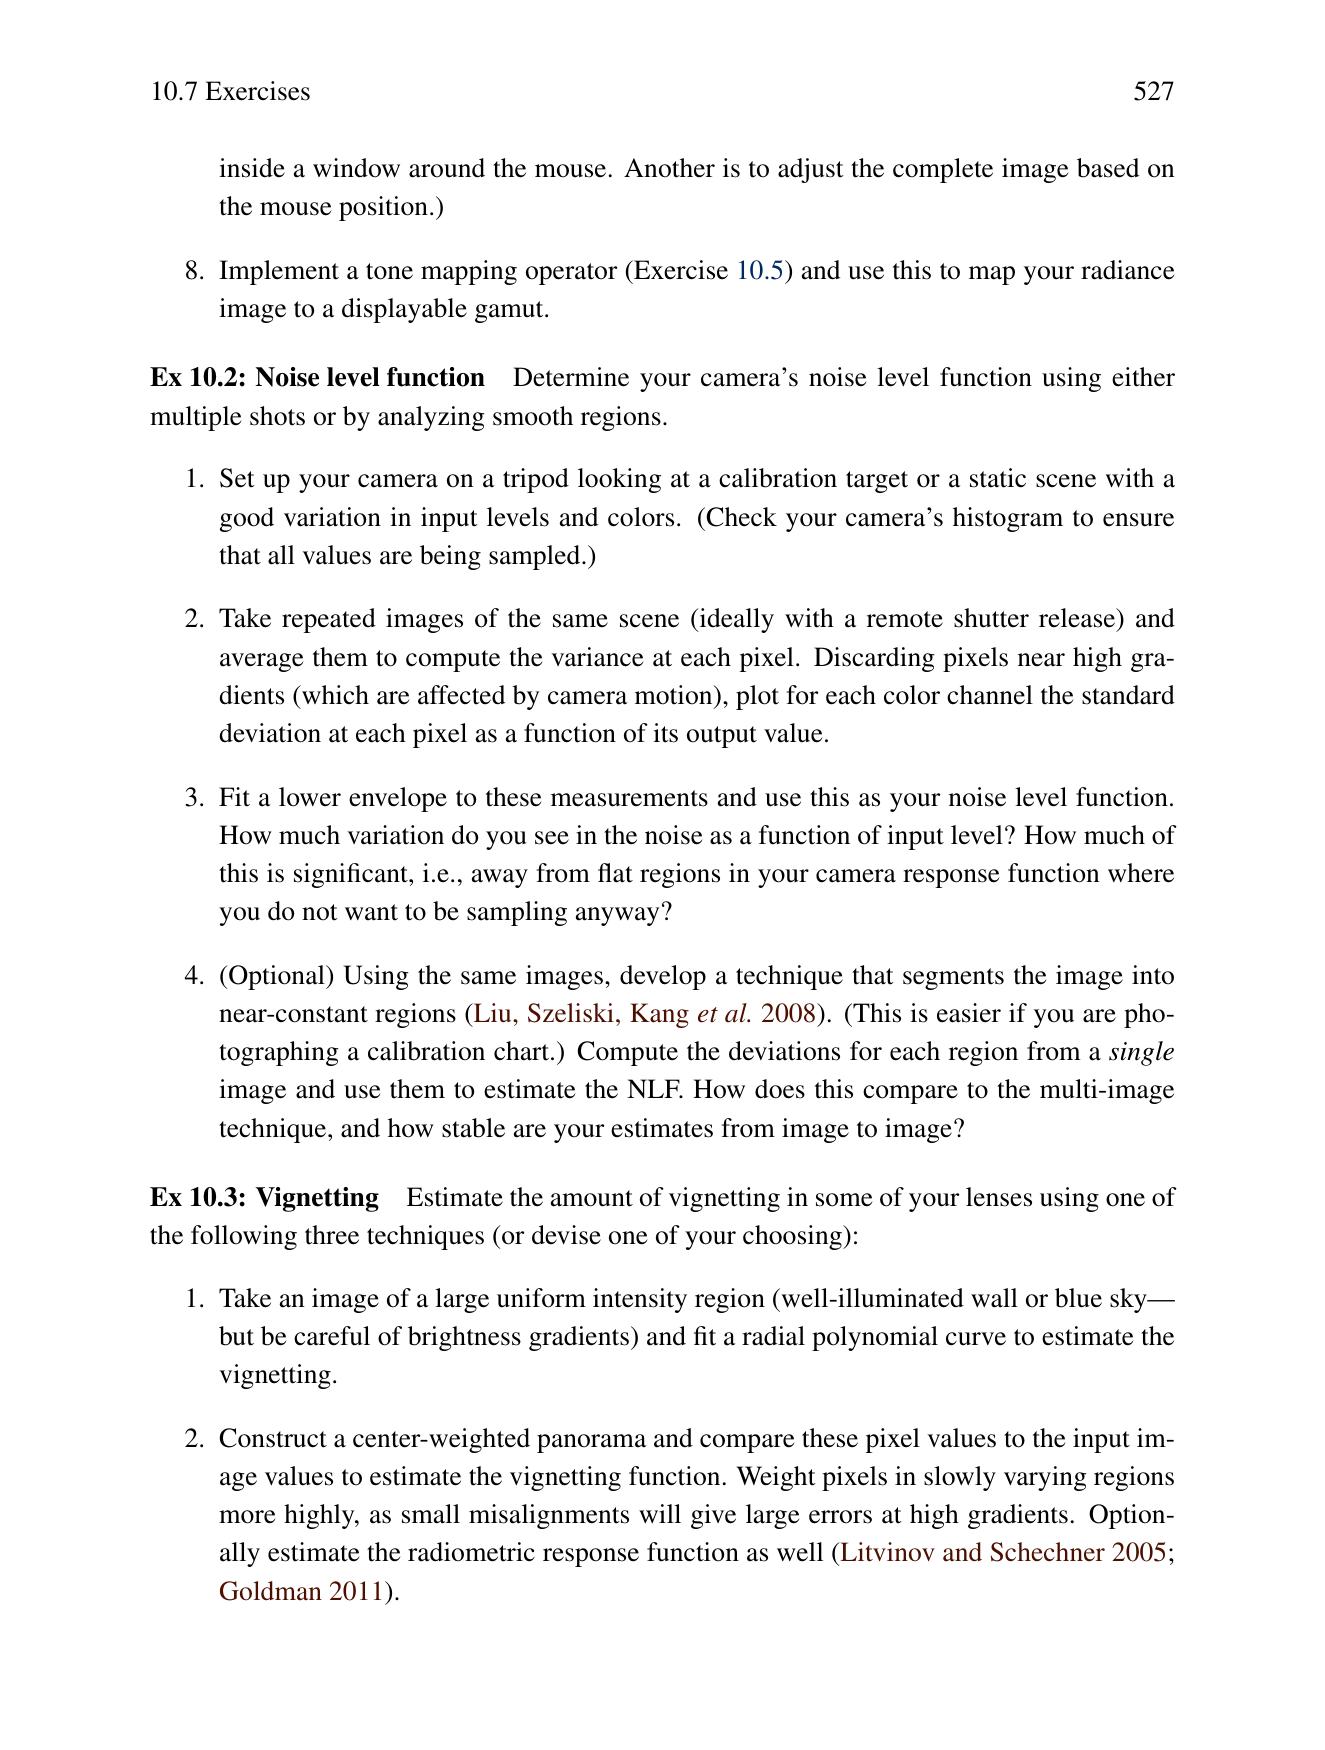 10.7 Exercises 527
inside a window around the mouse. Another is to adjust the complete image based on
the mouse position.)
8. Implement a tone mapping operator (Exercise 10.5) and use this to map your radiance
image to a displayable gamut.
Ex 10.2: Noise level function Determine your camera’s noise level function using either
multiple shots or by analyzing smooth regions.
1. Set up your camera on a tripod looking at a calibration target or a static scene with a
good variation in input levels and colors. (Check your camera’s histogram to ensure
that all values are being sampled.)
2. Take repeated images of the same scene (ideally with a remote shutter release) and
average them to compute the variance at each pixel. Discarding pixels near high gra-
dients (which are affected by camera motion), plot for each color channel the standard
deviation at each pixel as a function of its output value.
3. Fit a lower envelope to these measurements and use this as your noise level function.
How much variation do you see in the noise as a function of input level? How much of
this is significant, i.e., away from flat regions in your camera response function where
you do not want to be sampling anyway?
4. (Optional) Using the same images, develop a technique that segments the image into
near-constant regions (Liu, Szeliski, Kang et al. 2008). (This is easier if you are pho-
tographing a calibration chart.) Compute the deviations for each region from a single
image and use them to estimate the NLF. How does this compare to the multi-image
technique, and how stable are your estimates from image to image?
Ex 10.3: Vignetting Estimate the amount of vignetting in some of your lenses using one of
the following three techniques (or devise one of your choosing):
1. Take an image of a large uniform intensity region (well-illuminated wall or blue sky—
but be careful of brightness gradients) and fit a radial polynomial curve to estimate the
vignetting.
2. Construct a center-weighted panorama and compare these pixel values to the input im-
age values to estimate the vignetting function. Weight pixels in slowly varying regions
more highly, as small misalignments will give large errors at high gradients. Option-
ally estimate the radiometric response function as well (Litvinov and Schechner 2005;
Goldman 2011).